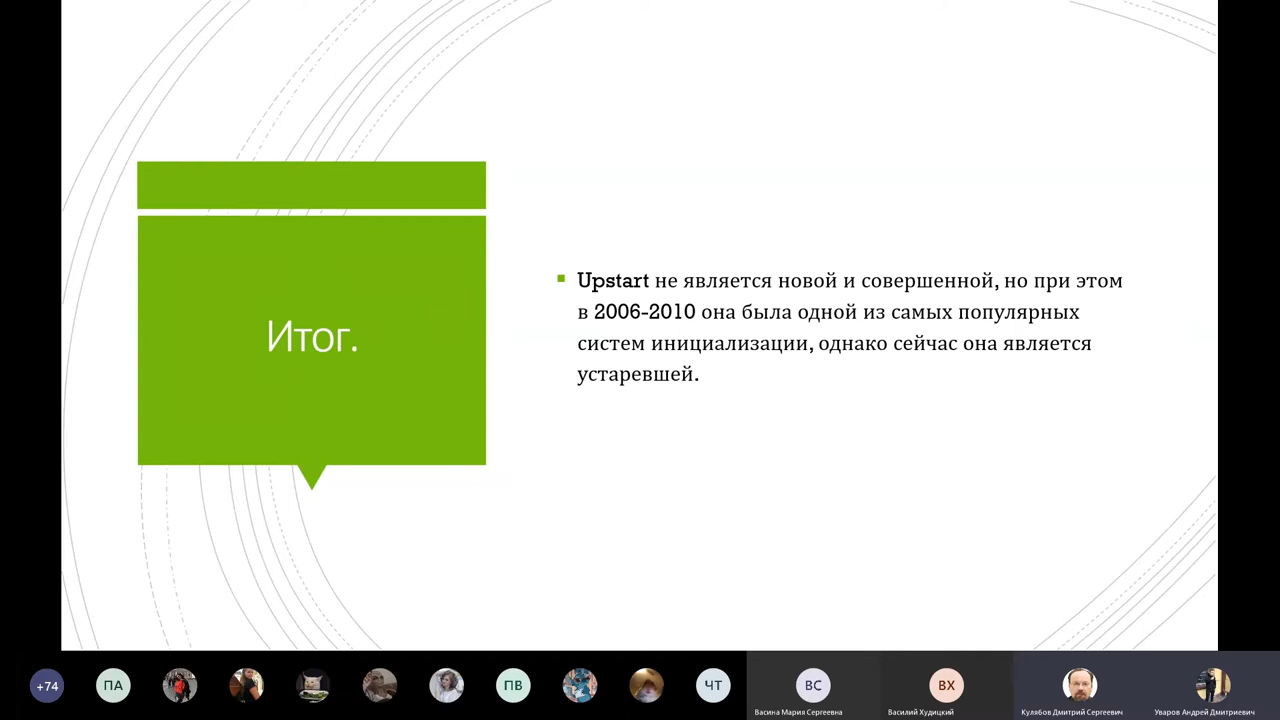 Итог.
Upstart не является новой и совершенной, но при этом
в 2006-2010 она была одной из самых популярных
систем инициализации, однако сейчас она является
устаревшей.
+74
ПА
ПВ
ЧТ
ВС
ВХ
Васина Мария Сергеевна
Василий Худицкий
Кулябов Дмитрий Сергеевич
Уваров Андрей Дмитриевич